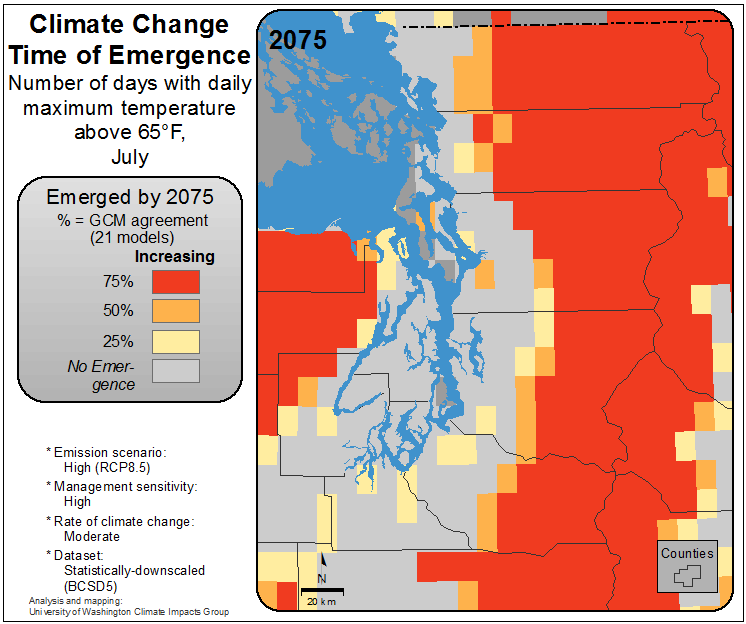 Climate Change
Time of Emergence
Number of days with daily
maximum temperature
above 65°F,
July
Emerged by 2075
% = GCM agreement
(21 models)
Increasing
75%
50%
25%
No Emer-
gence
* Emission scenario:
High (RCP8.5)
* Management sensitivity:
High
* Rate of climate change:
Moderate
* Dataset:
Statistically-downscaled
(BCSD5)
Analysis and mapping:
University of Washington Climate Impacts Group
2075
N
20 km
Counties